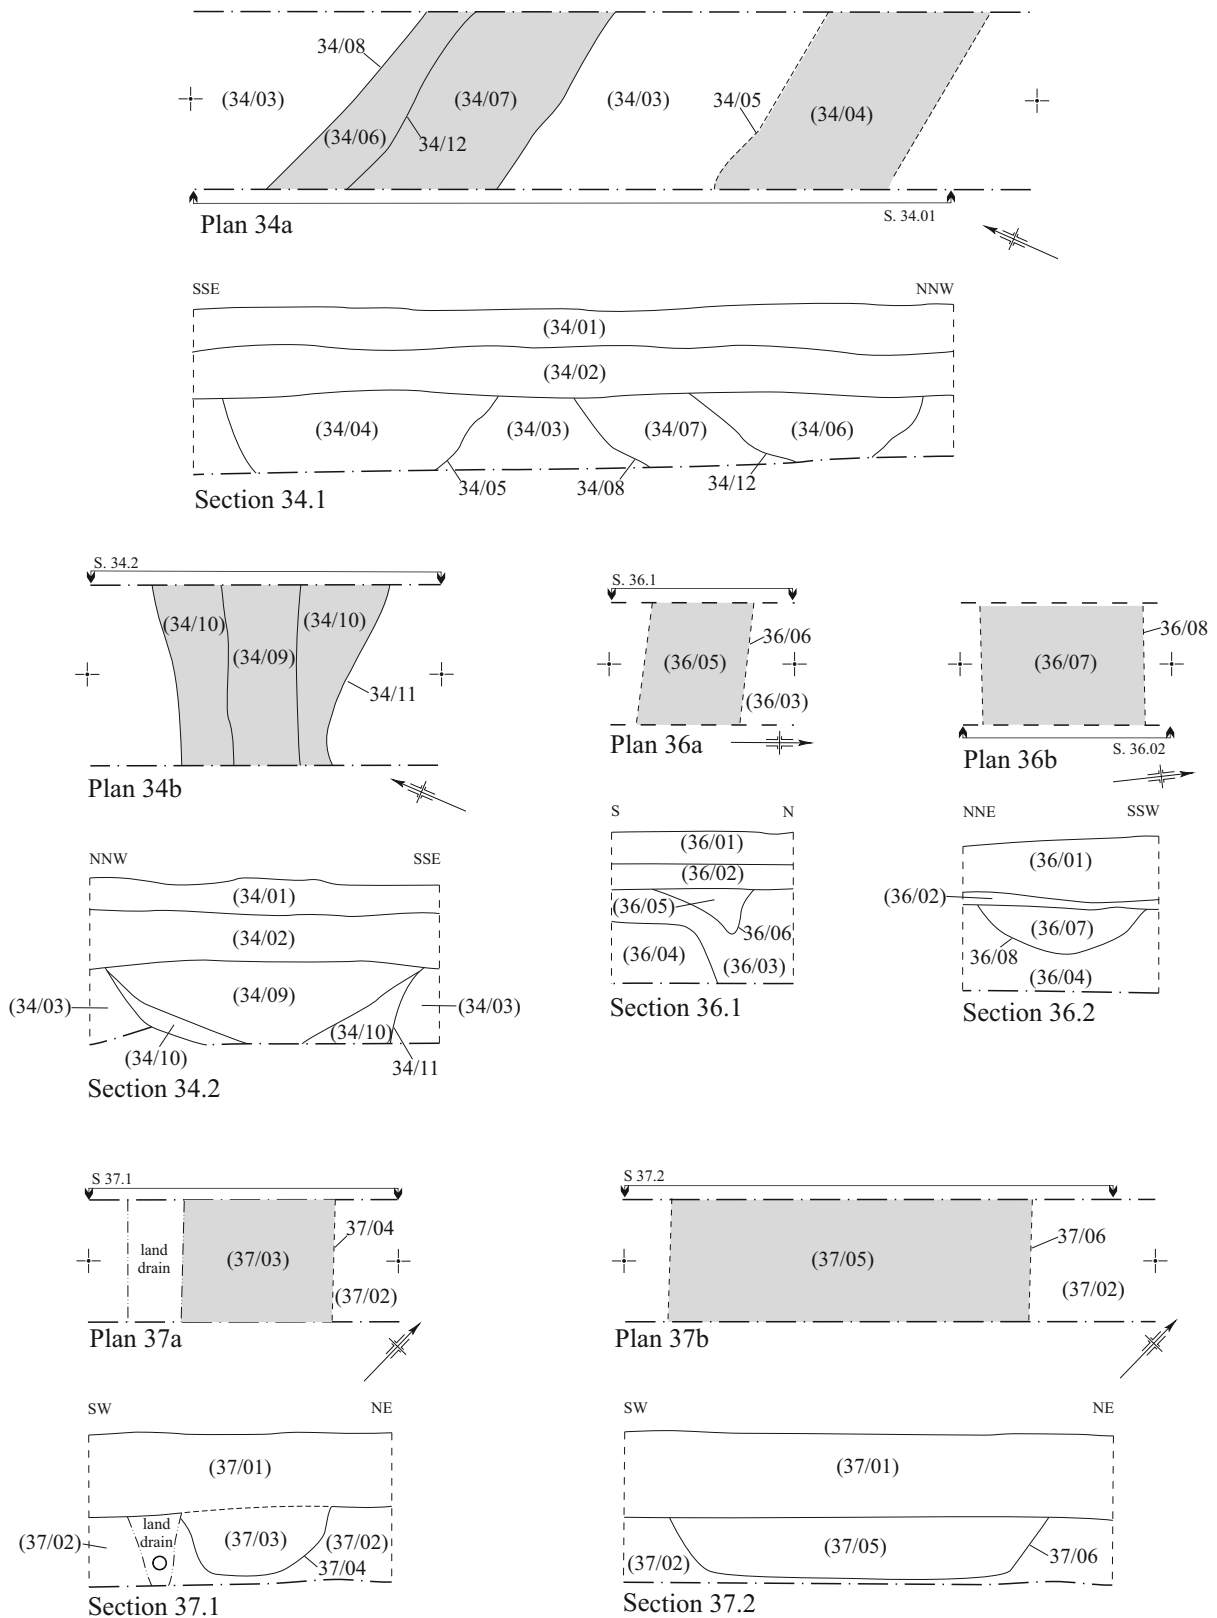 34/08
(34/03)
(34/07)
(34/03)
34/05
(34/04)
(34/06)
34/12
Plan 34a
S. 34.01
SSE
NNW
(34/01)
(34/02)
(34/04)
(34/03)
(34/07)
(34/06)
34/05
34/08
34/12
Section 34.1
S. 34.2
(34/10)
(34/10)
(34/09)
34/11
Plan 34b
S. 36.1
36/06
(36/05)
(36/03)
Plan 36a
36/08
(36/07)
S. 36.02
Plan 36b
NNW
SSE
(34/01)
(34/02)
(34/09)
(34/03)
(34/03)
(34/10)
(34/10)
34/11
Section 34.2
S
N
(36/01)
(36/02)
(36/05)
36/06
(36/04)
(36/03)
Section 36.1
NNE
SSW
(36/01)
(36/02)
(36/07)
36/08
(36/04)
Section 36.2
S 37.1
37/04
land
drain
(37/03)
(37/02)
Plan 37a
S 37.2
37/06
(37/05)
(37/02)
Plan 37b
SW
NE
(37/01)
land
drain
(37/03)
(37/02)
(37/02)
37/04
Section 37.1
SW
NE
(37/01)
(37/05)
(37/02)
37/06
Section 37.2